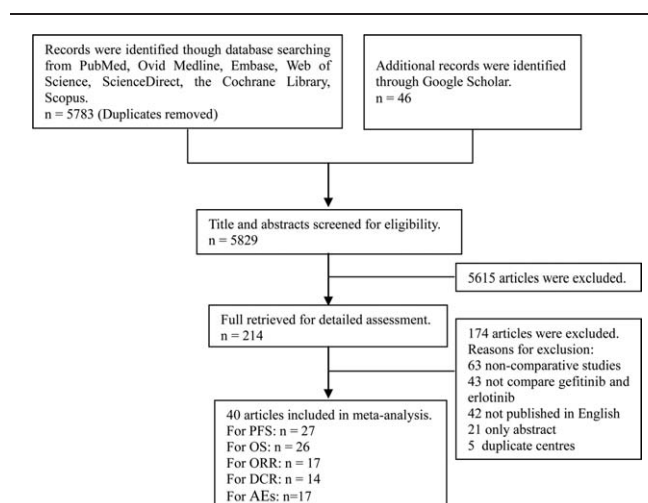 Records were identified though database searching
from PubMed, Ovid Medline, Embase, Web of
Science, ScienceDirect, the Cochrane Library,
Scopus.
n = 5783 (Duplicates removed)
Additional records were identified
through Google Scholar.
n = 46
Title and abstracts screened for eligibility.
n = 5829
5615 articles were excluded.
Full retrieved for detailed assessment.
n = 214
174 articles were excluded.
Reasons for exclusion:
63 non-comparative studies
43 not compare gefitinib and
erlotinib
42 not published in English
21 only abstract
5 duplicate centres
40 articles included in meta-analysis.
For PFS: n = 27
For OS: n = 26
For ORR: n = 17
For DCR: n = 14
For AEs: n=17